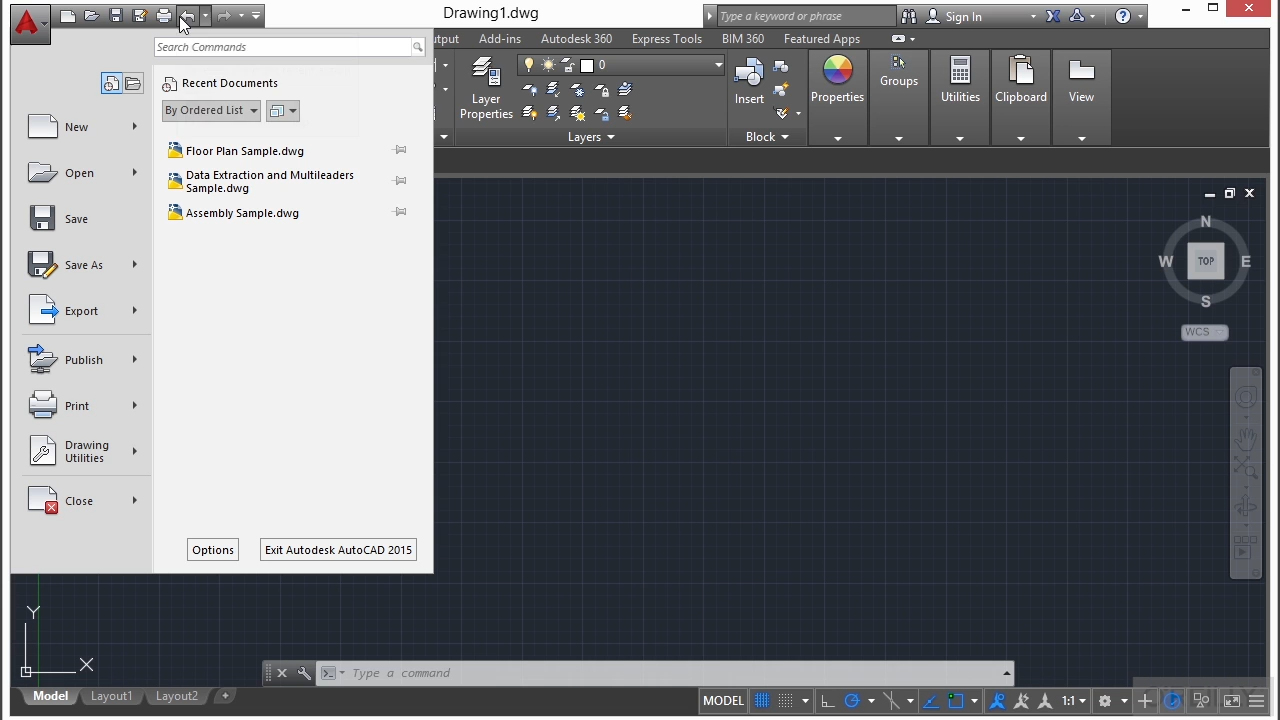 Drawing1.dwg
Type a keyword or phrase
Sign In
Search Commands
utput
Add-ins
Autodesk 360
Express Tools
BIM 360
Featured Apps
Recent Documents
By Ordered List
New
Open
Save
Save As
Export
Publish
Print
Drawing
Utilities
Close
Floor Plan Sample.dwg
Data Extraction and Multileaders
Sample.dwg
Assembly Sample.dwg
Options
Exit Autodesk AutoCAD 2015
0
Layer
Properties
Layers
Insert
Block
Properties
Groups
Utilities
Clipboard
View
N
W
TOP
E
S
WCS
Y
X
Type a command
Model
Layout1
Layout2
MODEL
1:1